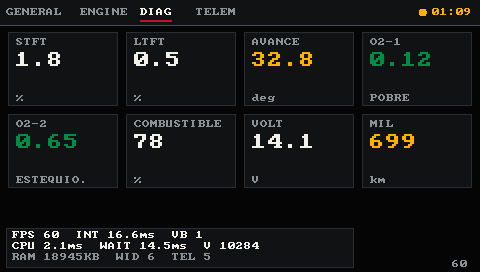 GENERAL ENGINE DIAG TELEM 01:09
STFT LTFT AVANCE O2-1
1.8 0.5 32.8 0.12
% % deg POBRE
O2-2 COMBUSTIBLE VOLT MIL
0.65 78 14.1 699
ESTEQUIO. % V km
FPS 60 INT 16.6ms VB 1
CPU 2.1ms WAIT 14.5ms V 10284
RAM 18945KB WID 6 TEL 5
60